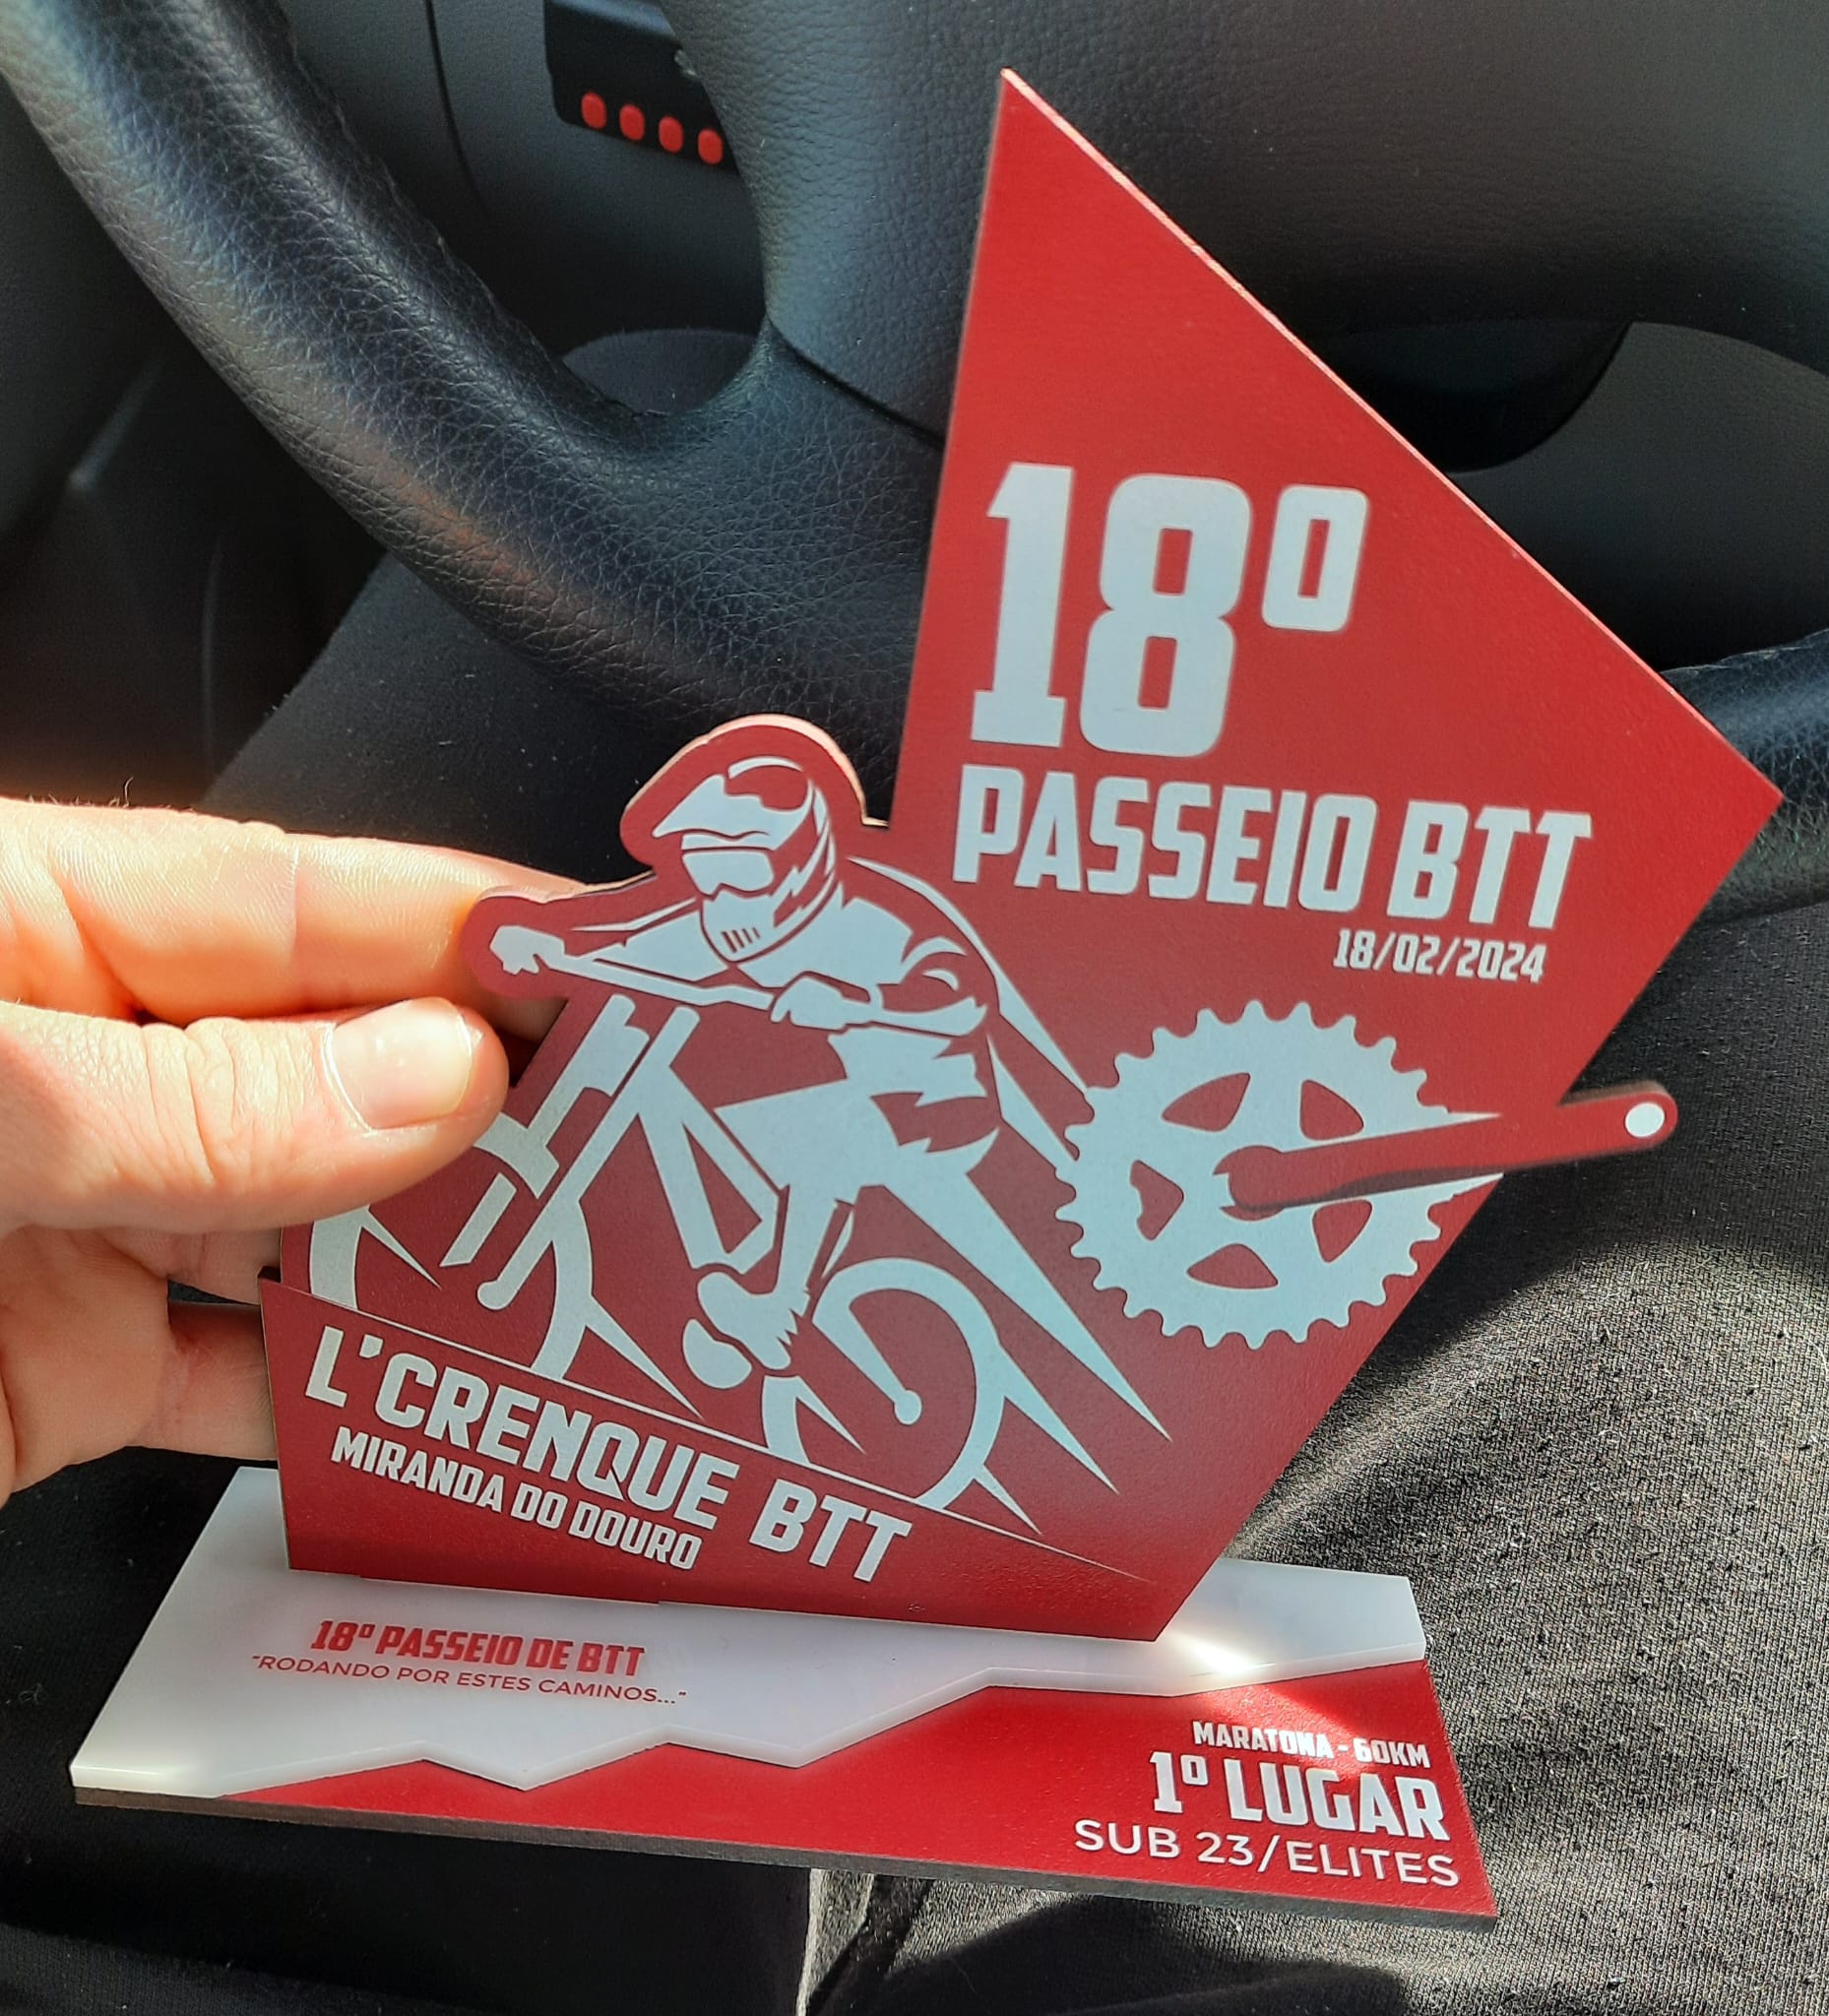 18º
PASSEIO BTT
18/02/2024
L'CRENQUE BTT
MIRANDA DO DOURO
18º PASSEIO DE BTT
"RODANDO POR ESTES CAMINOS..."
MARATONA - 60KM
1º LUGAR
SUB 23/ELITES